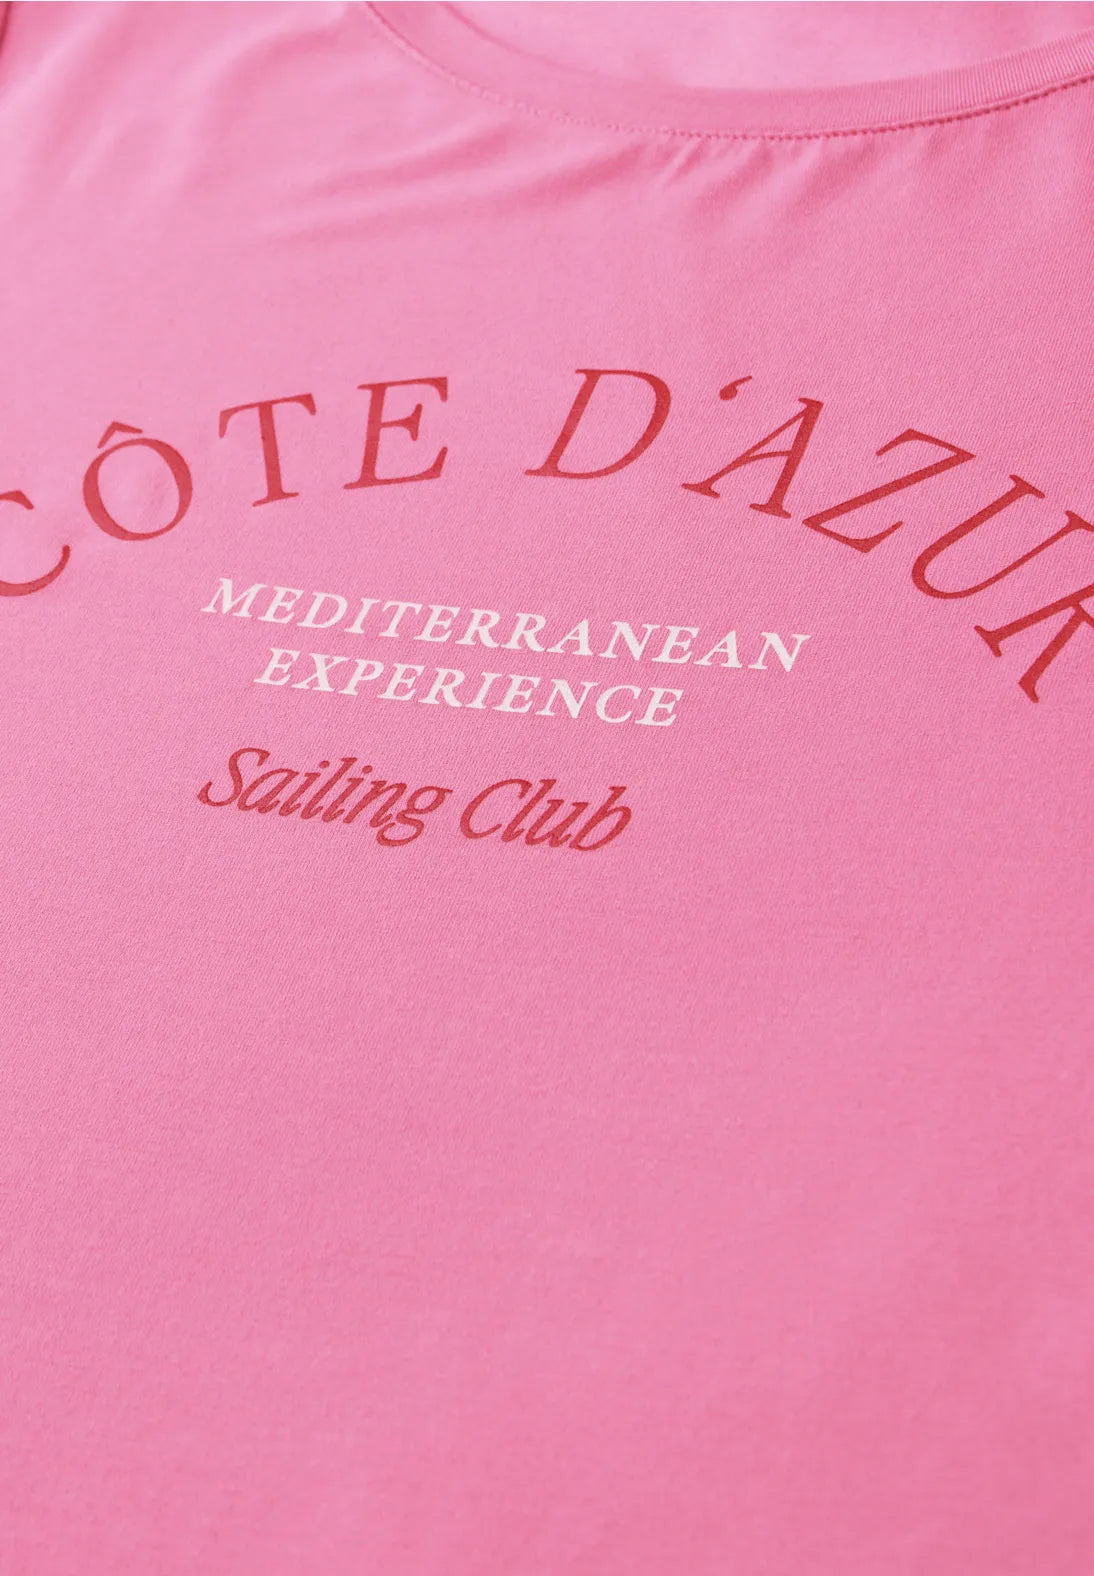 CÔTE D‘AZUR
MEDITERRANEAN
EXPERIENCE
Sailing Club